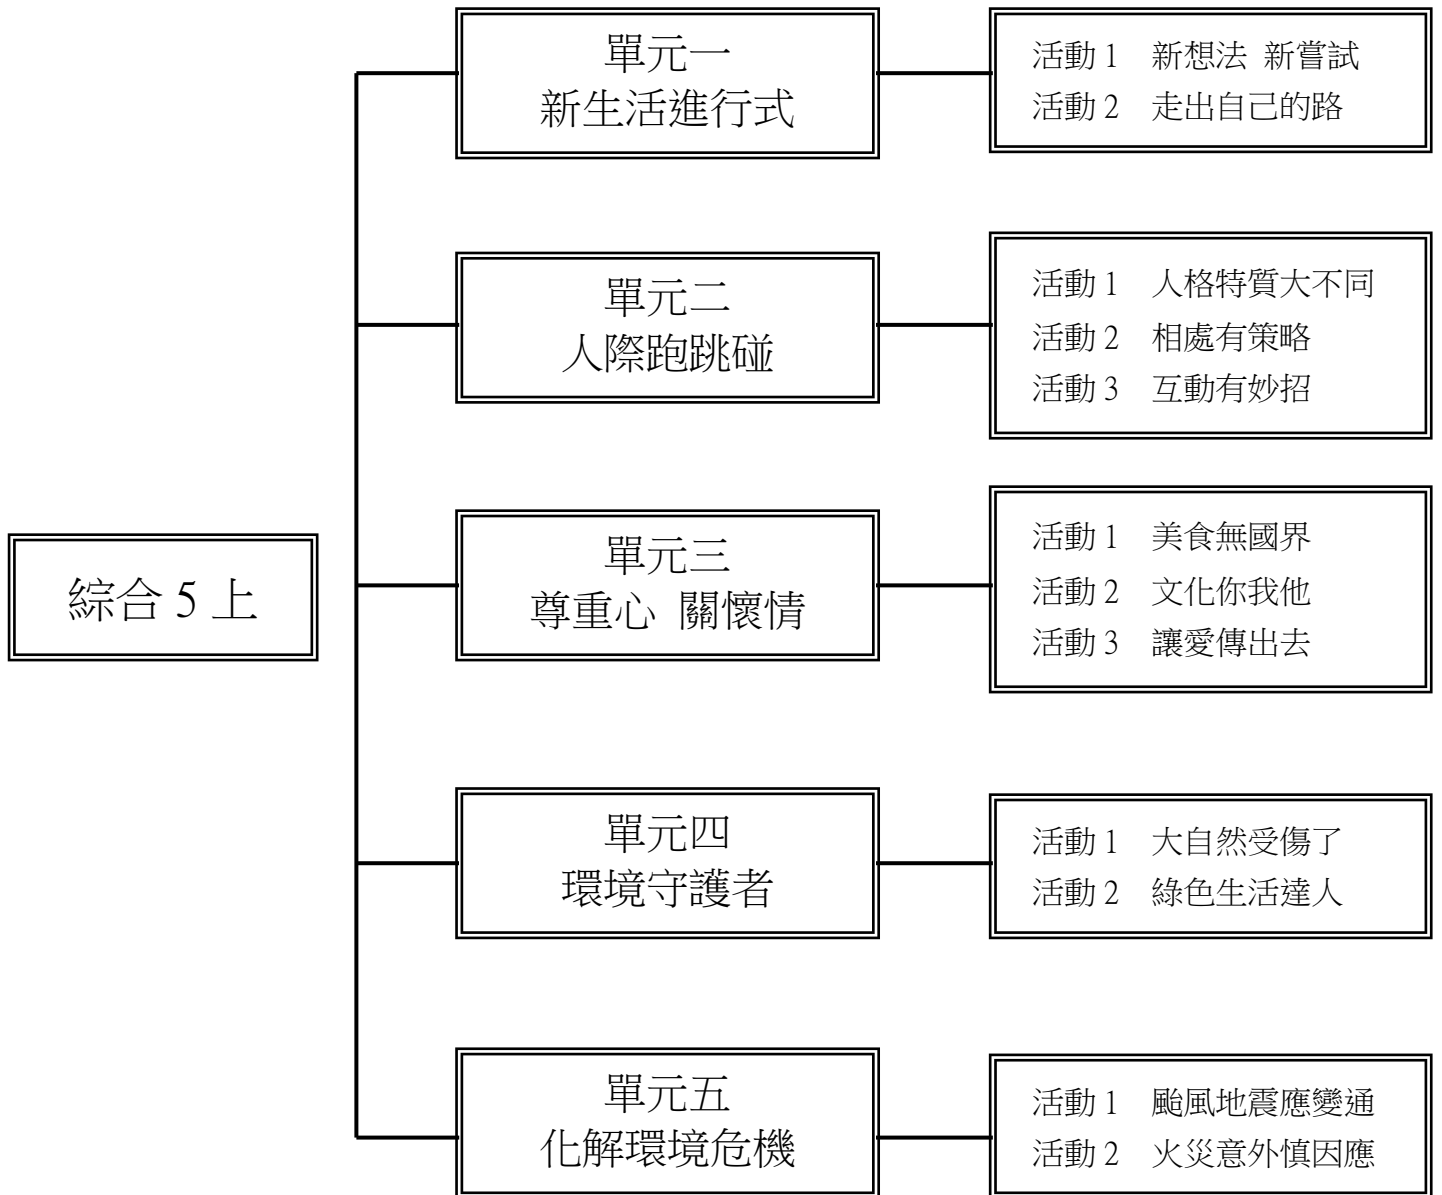 綜合 5 上
單元一
新生活進行式
活動 1 新想法 新嘗試
活動 2 走出自己的路
單元二
人際跑跳碰
活動 1 人格特質大不同
活動 2 相處有策略
活動 3 互動有妙招
單元三
尊重心 關懷情
活動 1 美食無國界
活動 2 文化你我他
活動 3 讓愛傳出去
單元四
環境守護者
活動 1 大自然受傷了
活動 2 綠色生活達人
單元五
化解環境危機
活動 1 颱風地震應變通
活動 2 火災意外慎因應